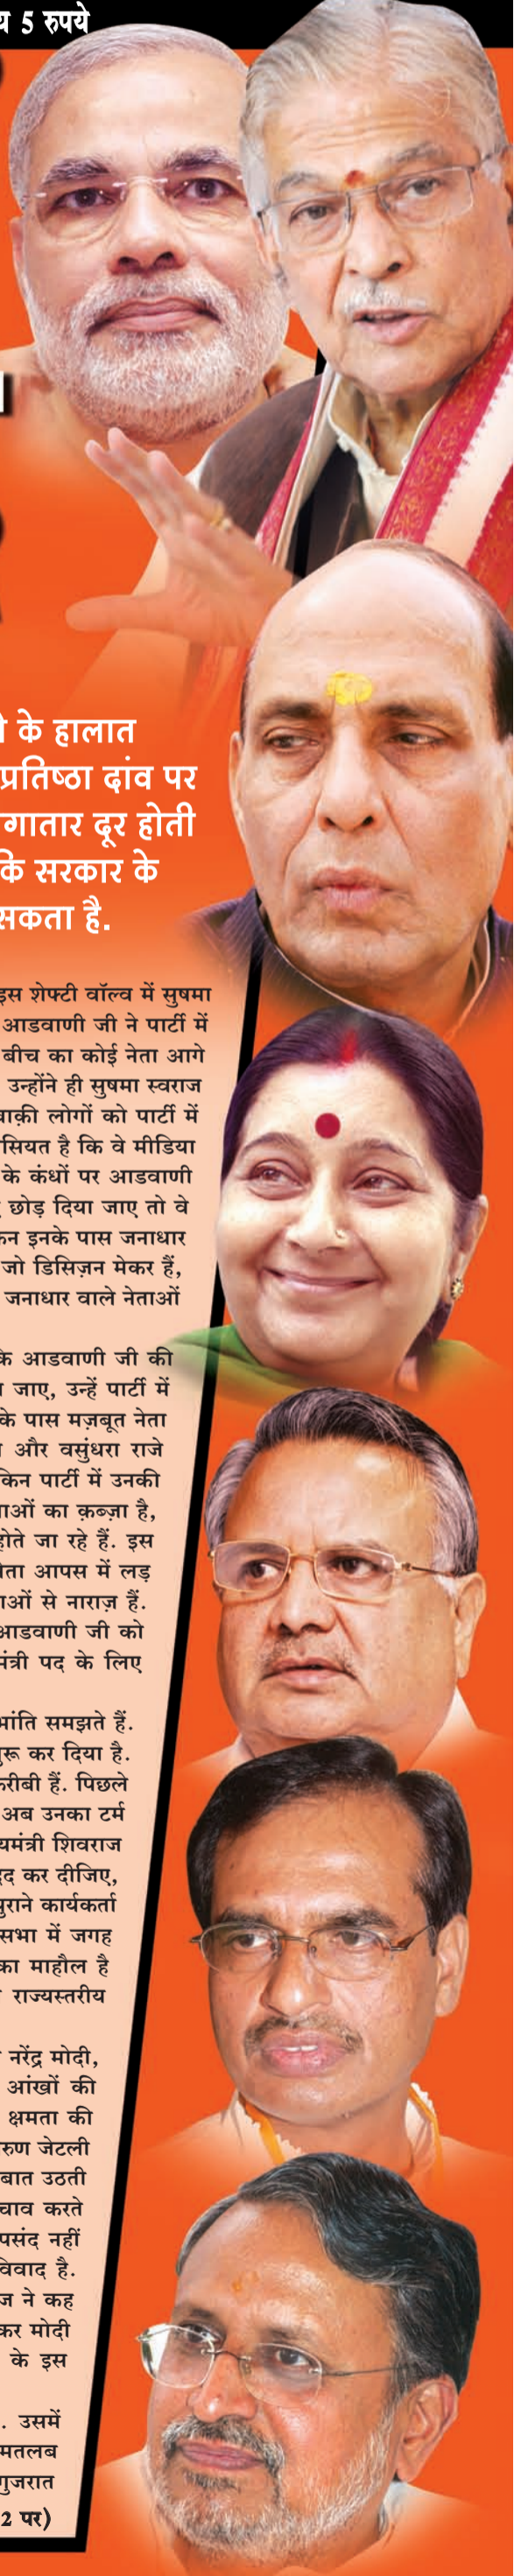 य 5 रुपये
के हालात
प्रतिष्ठा दांव पर
गातार दूर होती
कि सरकार के
सकता है.
इस शेफ्टी वॉल्व में सुषमा
आडवाणी जी ने पार्टी में
बीच का कोई नेता आगे
उन्होंने ही सुषमा स्वराज
बाक़ी लोगों को पार्टी में
सियत है कि वे मीडिया
के कंधों पर आडवाणी
छोड़ दिया जाए तो वे
कन इनके पास जनाधार
जो डिसिज़न मेकर हैं,
जनाधार वाले नेताओं
के आडवाणी जी की
जाए, उन्हें पार्टी में
के पास मज़बूत नेता
और वसुंधरा राजे
किन पार्टी में उनकी
ाओं का क़ब्ज़ा है,
होते जा रहे हैं. इस
ोता आपस में लड़
ाओं से नाराज़ हैं.
आडवाणी जी को
मंत्री पद के लिए
भांति समझते हैं.
ुरू कर दिया है.
करीबी हैं. पिछले
अब उनका टर्म
यमंत्री शिवराज
द कर दीजिए,
पुराने कार्यकर्ता
सभा में जगह
का माहौल है
राज्यस्तरीय
नरेंद्र मोदी,
आंखों की
क्षमता की
रुण जेटली
बात उठती
चाव करते
पसंद नहीं
विवाद है.
ज ने कह
कर मोदी
के इस
. उसमें
मतलब
गुजरात
2 पर)